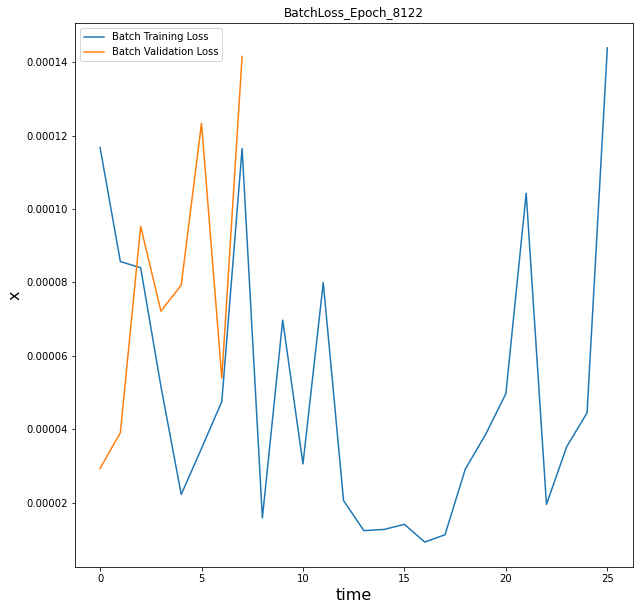 BatchLoss_Epoch_8122
Batch Training Loss
Batch Validation Loss
0.00014
0.00012
0.00010
0.00008
0.00006
0.00004
0.00002
x
0 5 10 15 20 25
time